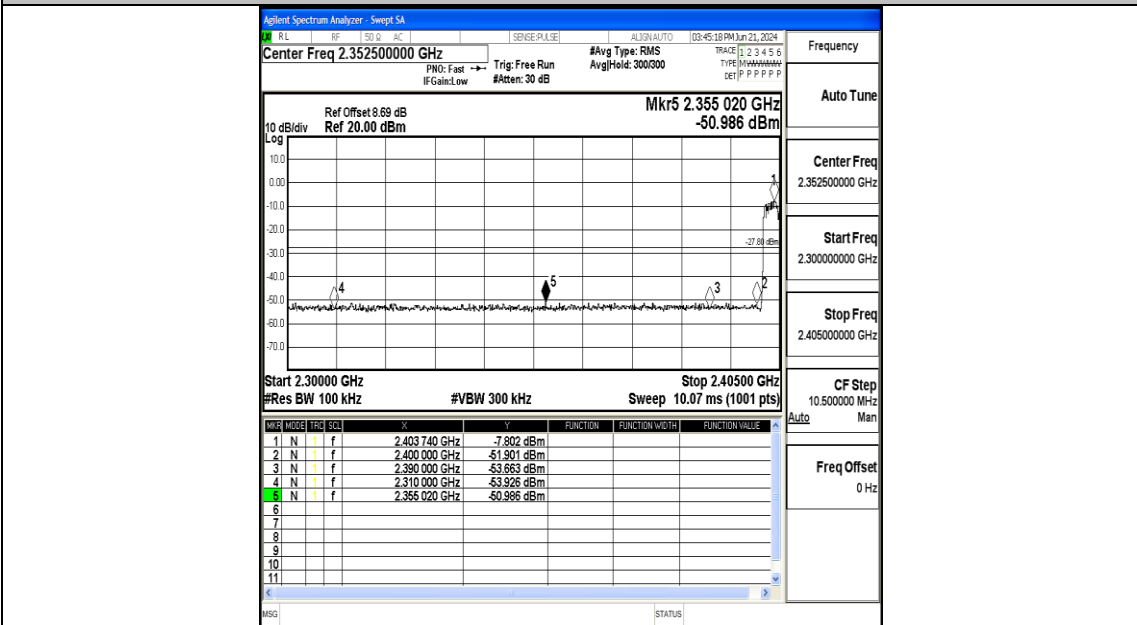 Agilent Spectrum Analyzer - Swept SA
RL RF 50 Ω AC SENSE:PULSE ALIGN AUTO 03:45:18 PM Jun 21, 2024
Center Freq 2.352500000 GHz
PNO: Fast
IFGain:Low
Trig: Free Run
#Atten: 30 dB
#Avg Type: RMS
Avg|Hold: 300/300
TRACE 1 2 3 4 5 6
TYPE M
DET P P P P P P
Frequency
Auto Tune
Center Freq
2.352500000 GHz
Start Freq
2.300000000 GHz
Stop Freq
2.405000000 GHz
CF Step
10.500000 MHz
Auto Man
Freq Offset
0 Hz
Mkr5 2.355 020 GHz
-50.986 dBm
Ref Offset 8.69 dB
10 dB/div Ref 20.00 dBm
Log
10.0
0.00
-10.0
-20.0
-30.0
-40.0
-50.0
-60.0
-70.0
1
-27.80 dBm
4
5
3
2
Start 2.30000 GHz Stop 2.40500 GHz
#Res BW 100 kHz #VBW 300 kHz Sweep 10.07 ms (1001 pts)
MKR MODE TRC SCL X Y FUNCTION FUNCTION WIDTH FUNCTION VALUE
1 N 1 f 2.403 740 GHz -7.802 dBm
2 N 1 f 2.400 000 GHz -51.901 dBm
3 N 1 f 2.390 000 GHz -53.663 dBm
4 N 1 f 2.310 000 GHz -53.926 dBm
5 N 1 f 2.355 020 GHz -50.986 dBm
6
7
8
9
10
11
MSG STATUS